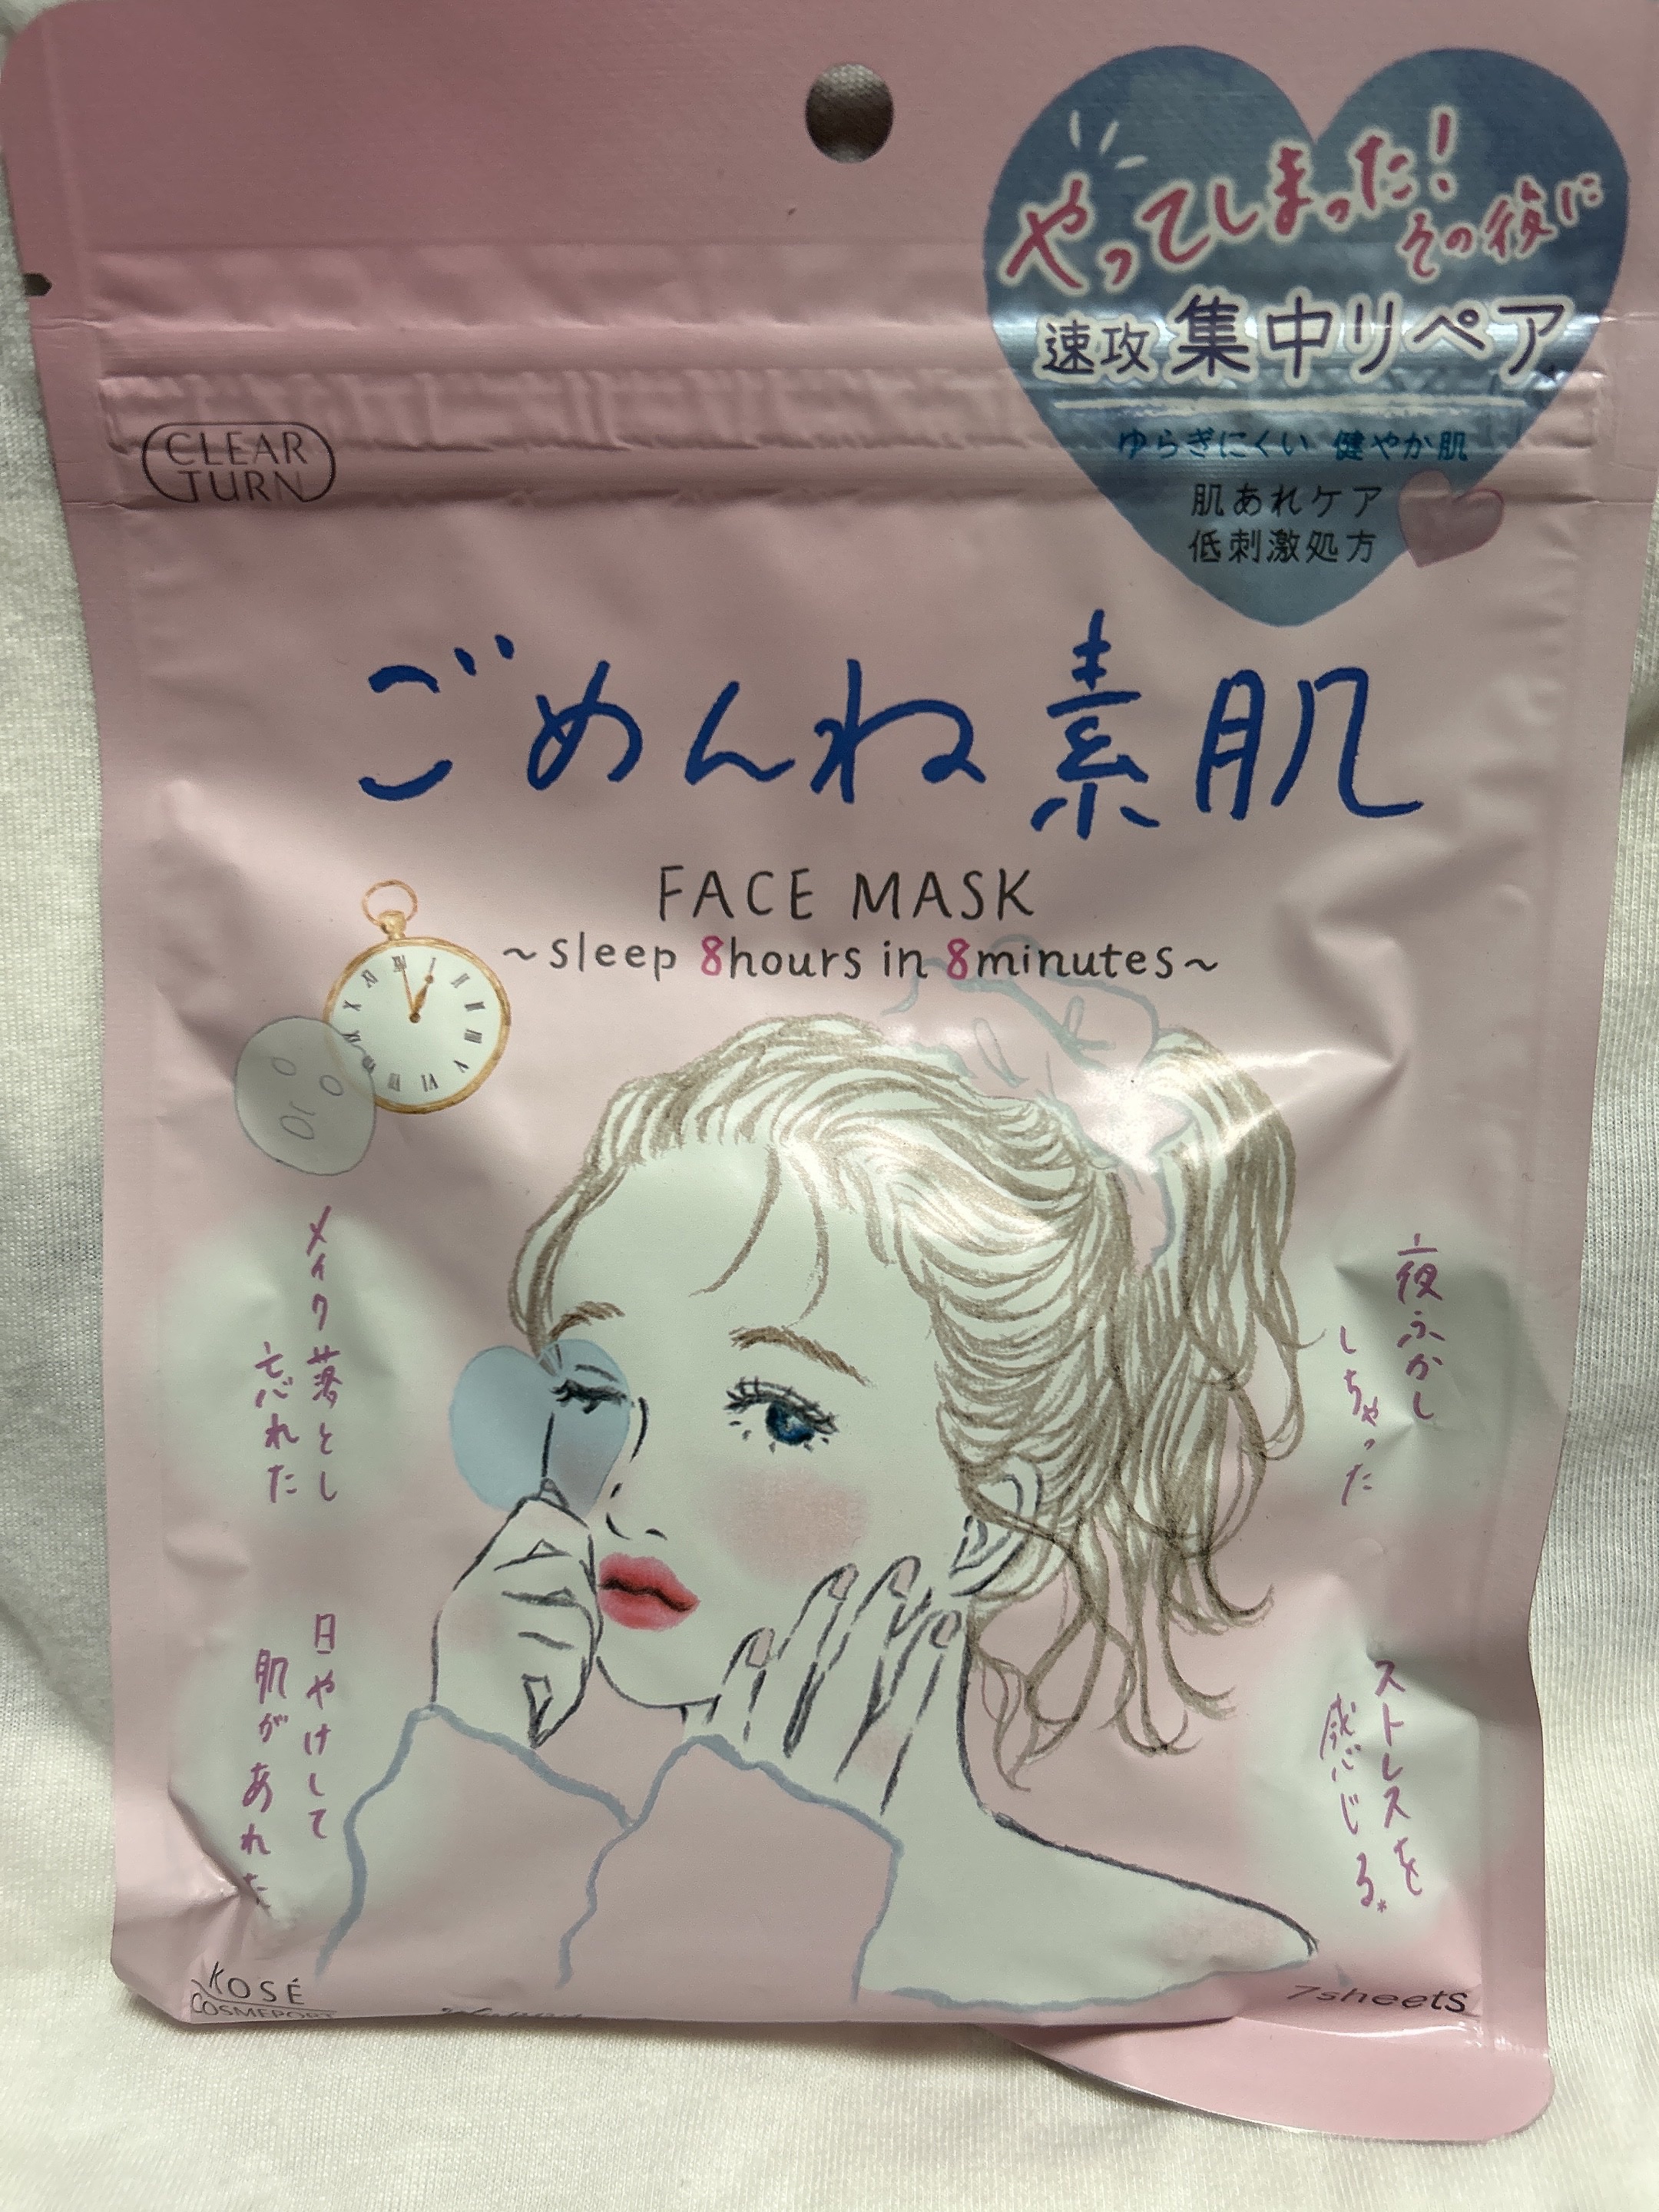 やってしまった!
その後に
速攻 集中リペア
ゆらぎにくい 健やか肌
肌あれケア
低刺激処方
CLEAR
TURN
ごめんね素肌
FACE MASK
~sleep 8hours in 8minutes~
メイク落とし
忘れた
夜ふかし
しちゃった
日やけして
肌があれた
ストレスを
感じる*
KOSÉ
COSMEPORT
7sheets